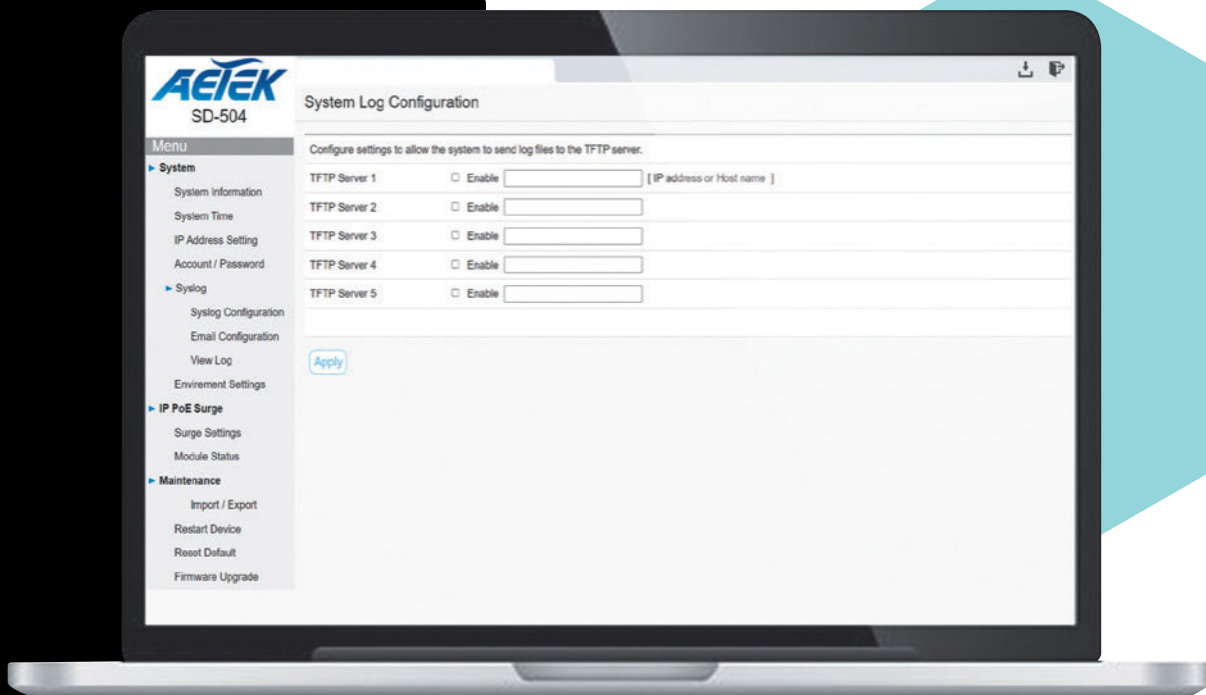 AETEK
SD-504
System Log Configuration
Menu
System
System Information
System Time
IP Address Setting
Account / Password
Syslog
Syslog Configuration
Email Configuration
View Log
Envirement Settings
IP PoE Surge
Surge Settings
Module Status
Maintenance
Import / Export
Restart Device
Reset Default
Firmware Upgrade
Configure settings to allow the system to send log files to the TFTP server.
TFTP Server 1 Enable [ IP address or Host name ]
TFTP Server 2 Enable
TFTP Server 3 Enable
TFTP Server 4 Enable
TFTP Server 5 Enable
Apply